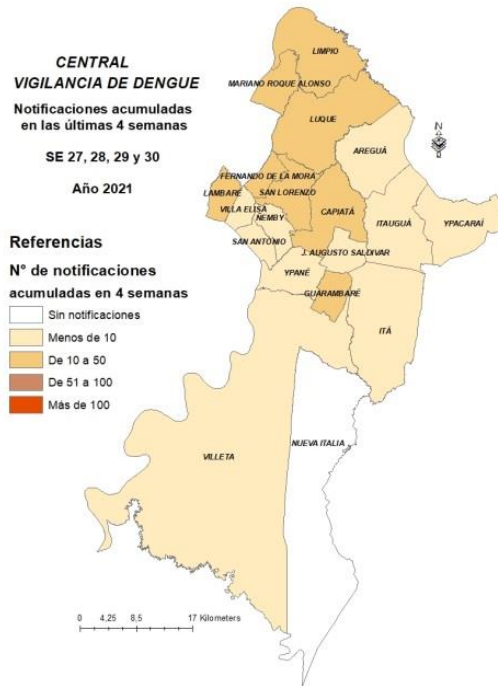 CENTRAL
VIGILANCIA DE DENGUE
Notificaciones acumuladas
en las últimas 4 semanas
SE 27, 28, 29 y 30
Año 2021
Referencias
N° de notificaciones
acumuladas en 4 semanas
Sin notificaciones
Menos de 10
De 10 a 50
De 51 a 100
Más de 100
LIMPIO
MARIANO ROQUE ALONSO
LUQUE
N
AREGUÁ
FERNANDO DE LA MORA
LAMBARÉ
SAN LORENZO
VILLA ELISA
CAPIATÁ
ÑEMBY
ITAUGUÁ
YPACARAÍ
SAN ANTONIO
J. AUGUSTO SALDIVAR
YPANÉ
GUARAMBARÉ
ITÁ
NUEVA ITALIA
VILLETA
0 4,25 8,5 17 Kilometers